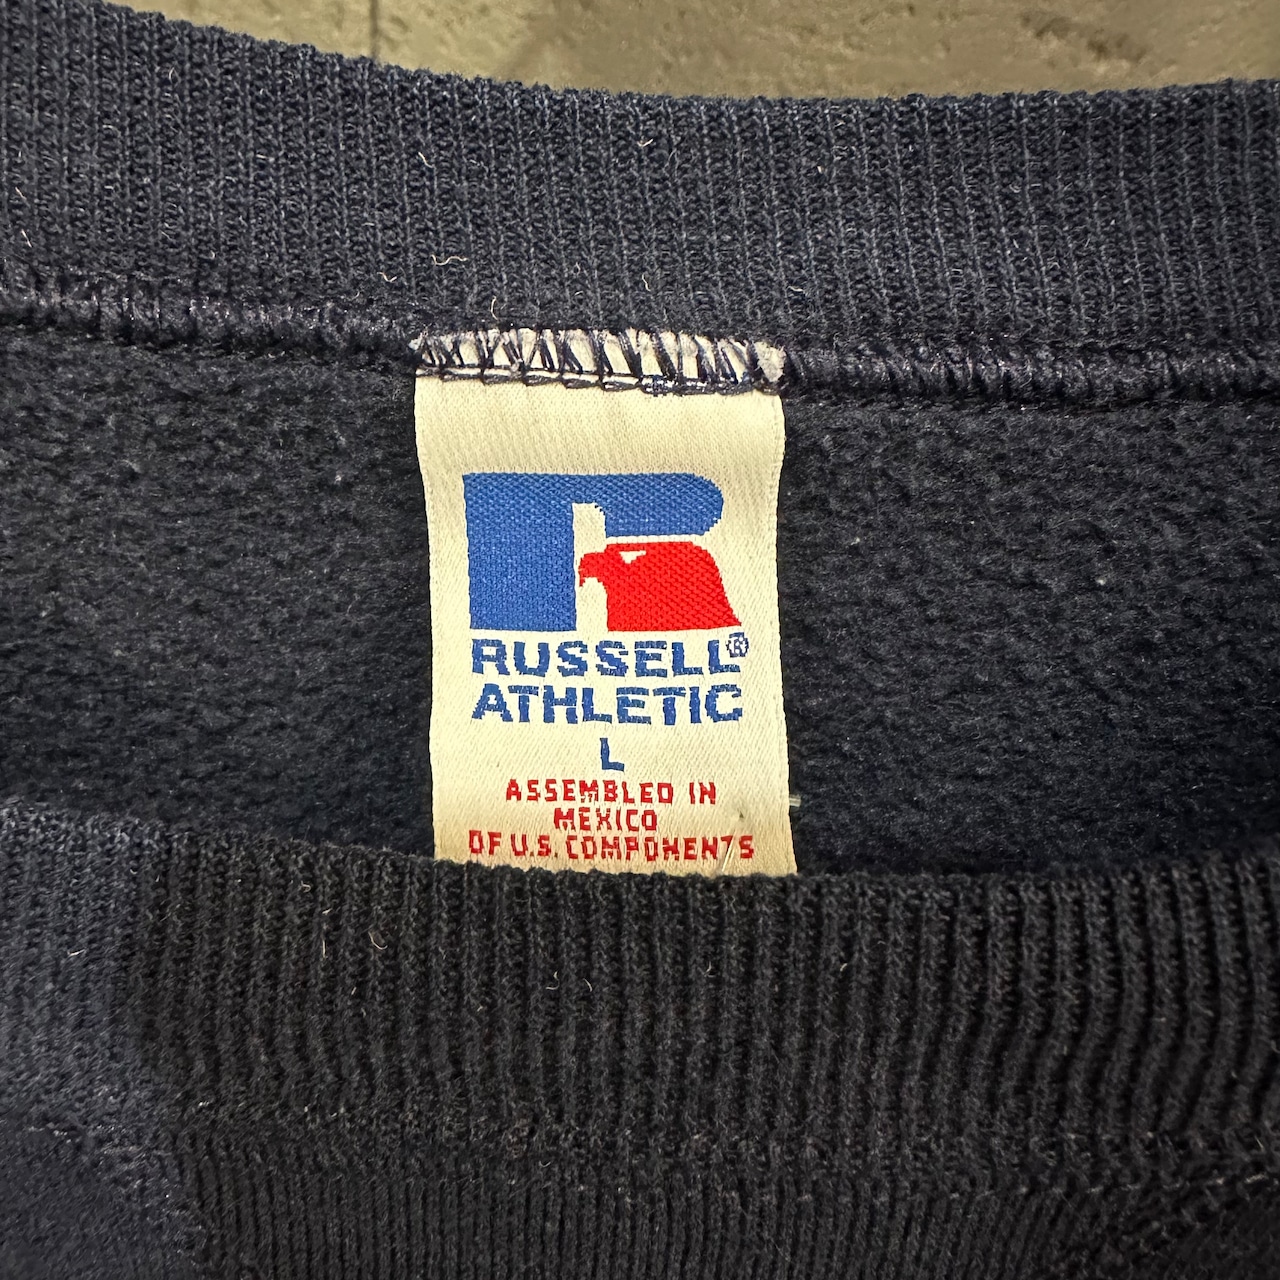 RUSSELL®
ATHLETIC
L
ASSEMBLED IN
MEXICO
OF U.S. COMPONENTS